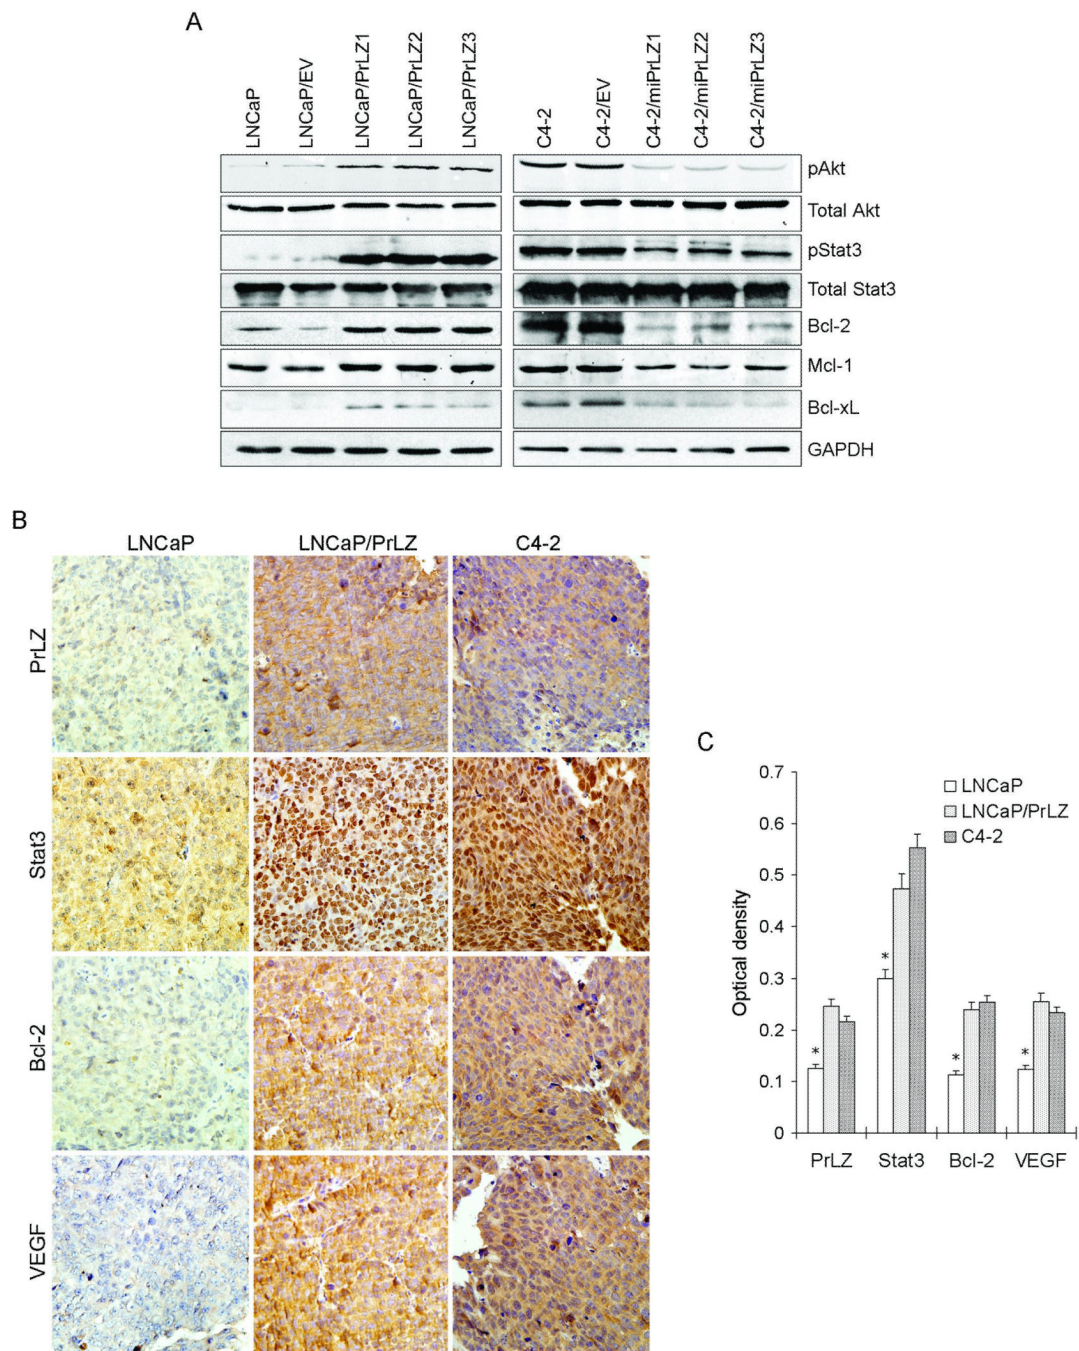 A
LNCaP
LNCaP/EV
LNCaP/PrLZ1
LNCaP/PrLZ2
LNCaP/PrLZ3
C4-2
C4-2/EV
C4-2/miPrLZ1
C4-2/miPrLZ2
C4-2/miPrLZ3
pAkt
Total Akt
pStat3
Total Stat3
Bcl-2
Mcl-1
Bcl-xL
GAPDH
B
LNCaP LNCaP/PrLZ C4-2
PrLZ
Stat3
Bcl-2
VEGF
C
Optical density
0.7
0.6
0.5
0.4
0.3
0.2
0.1
0
LNCaP
LNCaP/PrLZ
C4-2
* * * *
PrLZ Stat3 Bcl-2 VEGF